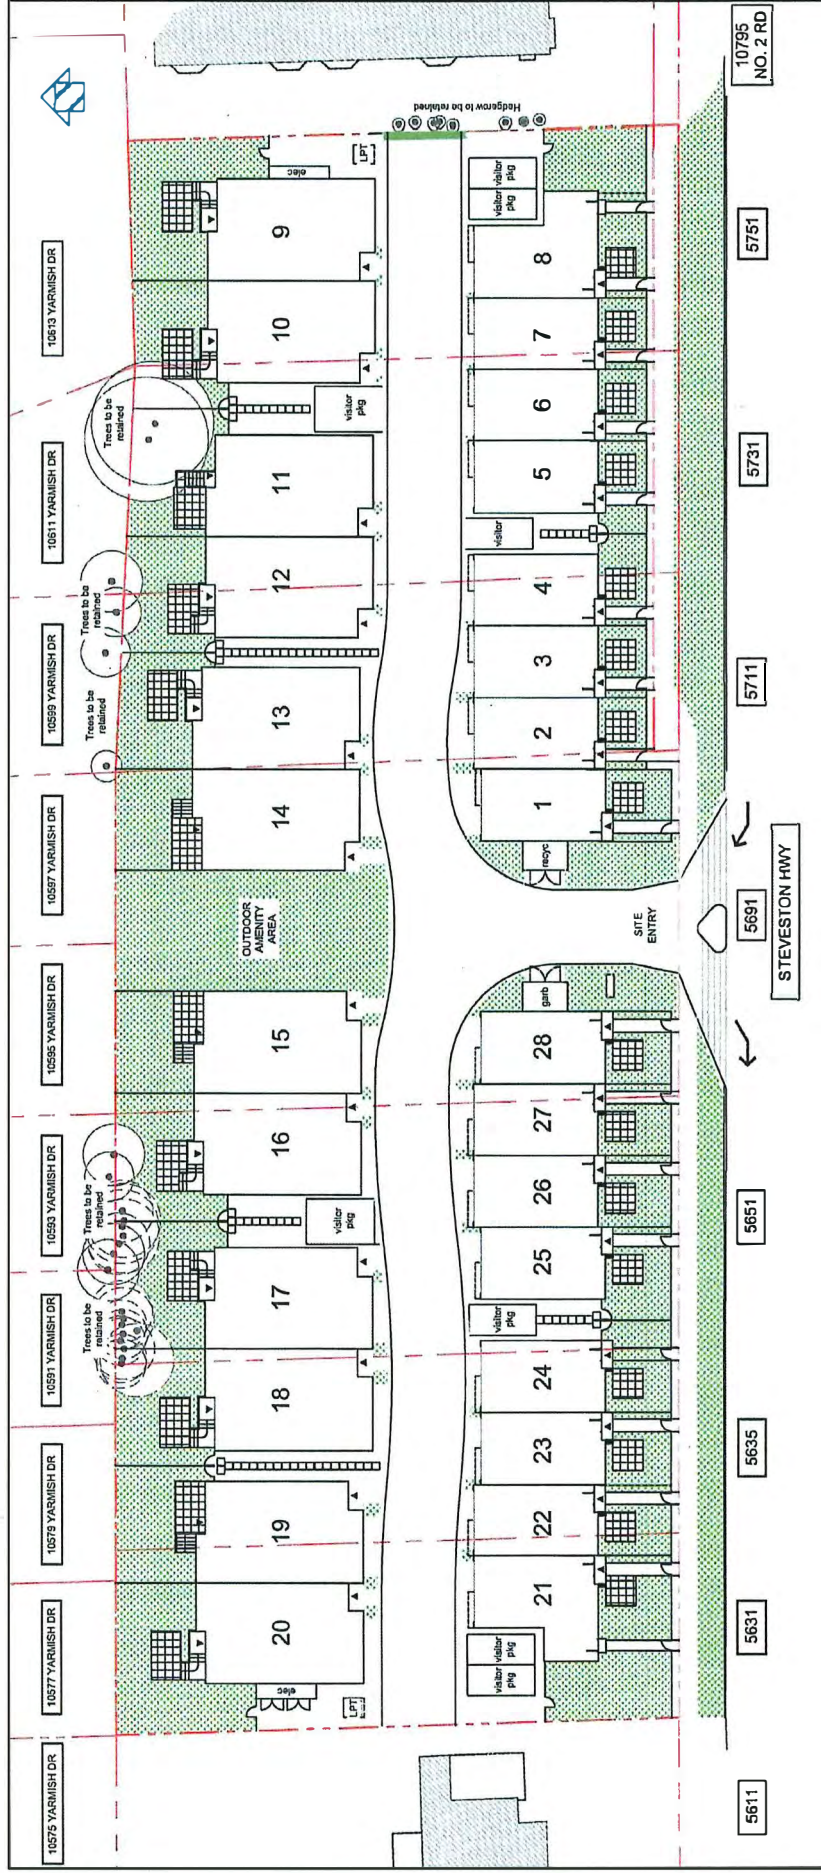 10575 YARMISH DR
10577 YARMISH DR
10579 YARMISH DR
10591 YARMISH DR
10593 YARMISH DR
10595 YARMISH DR
10597 YARMISH DR
10599 YARMISH DR
10611 YARMISH DR
10613 YARMISH DR
Trees to be
retained
Trees to be
retained
Trees to be
retained
Trees to be
retained
Trees to be
retained
20
19
18
17
16
15
14
13
12
11
10
9
elec
LPT
visitor
pkg
OUTDOOR
AMENITY
AREA
visitor
pkg
elec
LPT
Hedgerow to be retained
visitor
pkg
visitor
pkg
21
22
23
24
visitor
pkg
25
26
27
28
garb
SITE
ENTRY
recyc
1
2
3
4
visitor
5
6
7
8
visitor
pkg
visitor
pkg
5611
5631
5635
5651
5691
5711
5731
5751
10795
NO. 2 RD
STEVESTON HWY